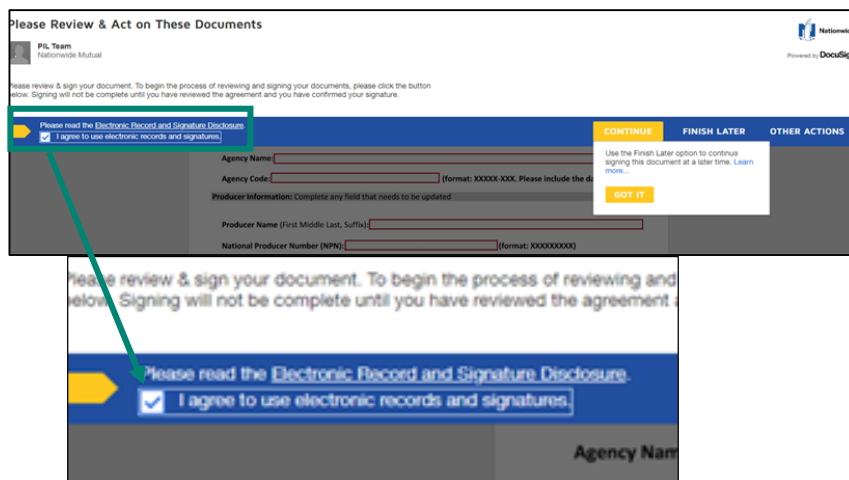 Please Review & Act on These Documents
PIL Team
Nationwide Mutual
Nationwide
Powered by DocuSign
Please review & sign your document. To begin the process of reviewing and signing your documents, please click the button
below. Signing will not be complete until you have reviewed the agreement and you have confirmed your signature.
Please read the Electronic Record and Signature Disclosure.
I agree to use electronic records and signatures.
CONTINUE
FINISH LATER
OTHER ACTIONS
Use the Finish Later option to continue
signing this document at a later time. Learn
more...
GOT IT
Agency Name:
Agency Code: (format: XXXXX-XXX. Please include the da
Producer Information: Complete any field that needs to be updated
Producer Name (First Middle Last, Suffix):
National Producer Number (NPN): (format: XXXXXXXXX)
Please review & sign your document. To begin the process of reviewing and
below. Signing will not be complete until you have reviewed the agreement a
Please read the Electronic Record and Signature Disclosure.
I agree to use electronic records and signatures.
Agency Nam